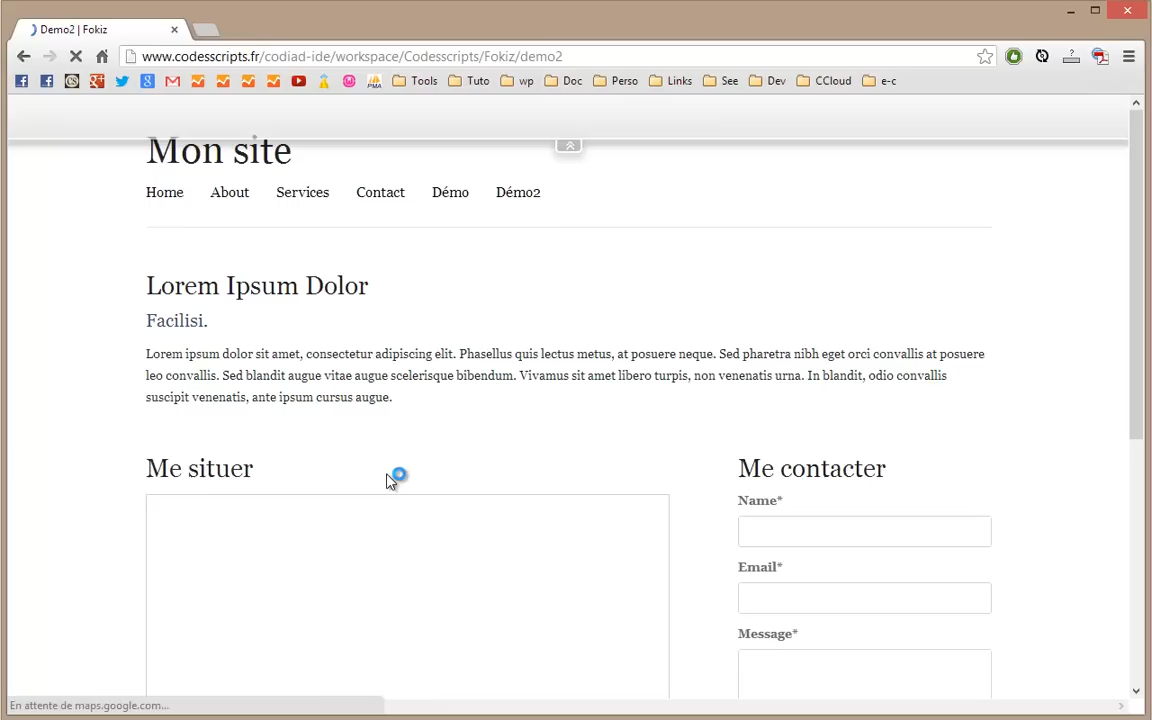 Demo2 | Fokiz
www.codesscripts.fr/codiad-ide/workspace/Codesscripts/Fokiz/demo2
Tools Tuto wp Doc Perso Links See Dev CCloud e-c
Mon site
Home About Services Contact Démo Démo2
Lorem Ipsum Dolor
Facilisi.
Lorem ipsum dolor sit amet, consectetur adipiscing elit. Phasellus quis lectus metus, at posuere neque. Sed pharetra nibh eget orci convallis at posuere
leo convallis. Sed blandit augue vitae augue scelerisque bibendum. Vivamus sit amet libero turpis, non venenatis urna. In blandit, odio convallis
suscipit venenatis, ante ipsum cursus augue.
Me situer
Me contacter
Name*
Email*
Message*
En attente de maps.google.com...